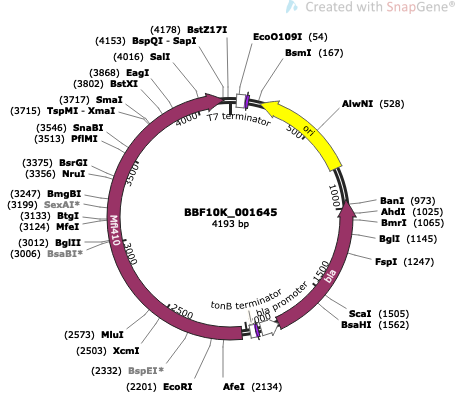 Created with SnapGene®
(4178) BstZ17I
(4153) BspQI - SapI
(4016) SalI
(3868) EagI
(3802) BstXI
(3717) SmaI
(3715) TspMI - XmaI
(3546) SnaBI
(3513) PflMI
(3375) BsrGI
(3356) NruI
(3247) BmgBI
(3199) SexAI*
(3133) BtgI
(3124) MfeI
(3012) BglII
(3006) BsaBI*
(2573) MluI
(2503) XcmI
(2332) BspEI*
(2201) EcoRI
AfeI (2134)
EcoO109I (54)
BsmI (167)
AlwNI (528)
BanI (973)
AhdI (1025)
BmrI (1065)
BglI (1145)
FspI (1247)
ScaI (1505)
BsaHI (1562)
T7 terminator
ori
bla
bla promoter
tonB terminator
Mfl410
500
1000
1500
2500
3000
3500
4000
BBF10K_001645
4193 bp